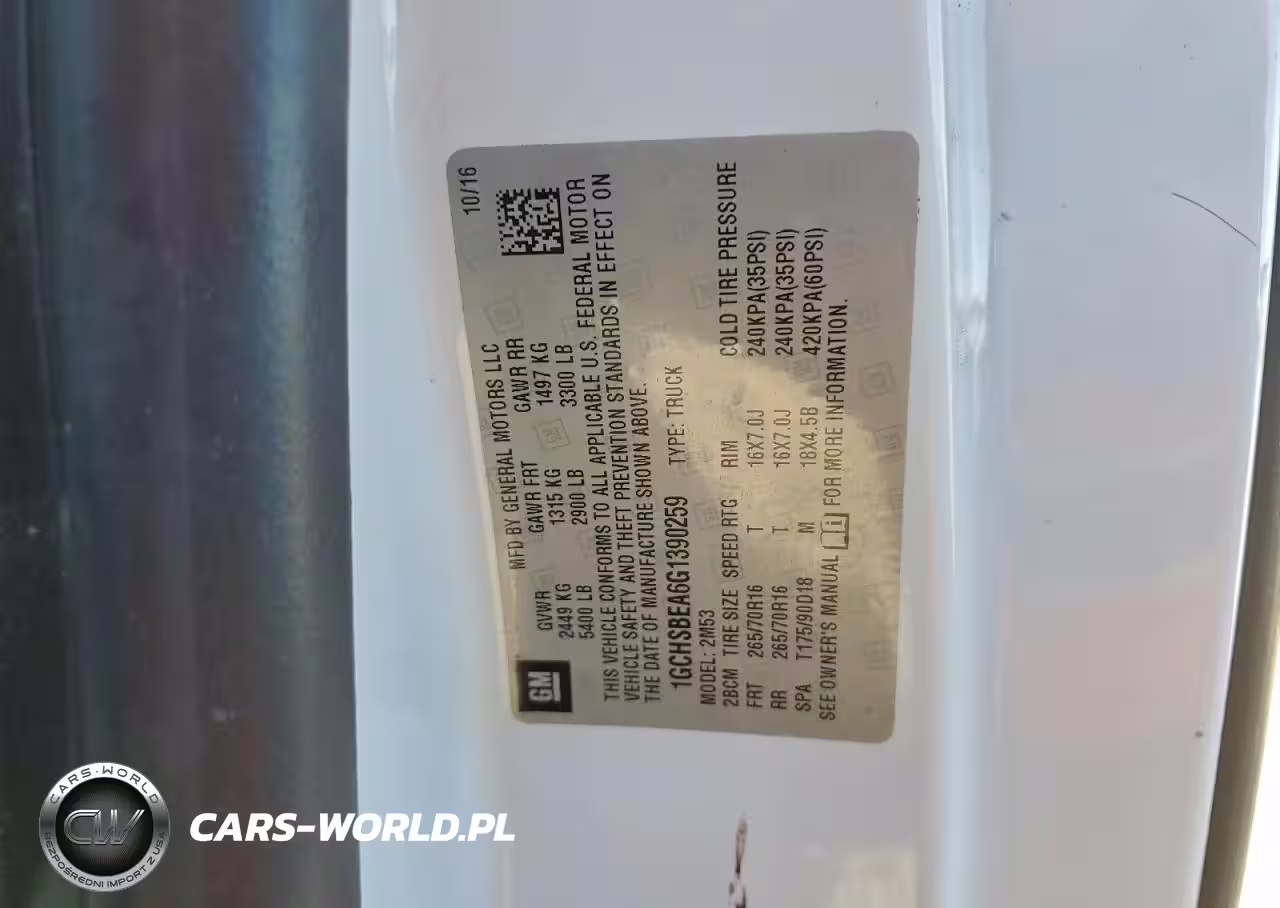 10/16
MFD BY GENERAL MOTORS LLC
GM
GVWR GAWR FRT GAWR RR
2449 KG 1315 KG 1497 KG
5400 LB 2900 LB 3300 LB
THIS VEHICLE CONFORMS TO ALL APPLICABLE U.S. FEDERAL MOTOR
VEHICLE SAFETY AND THEFT PREVENTION STANDARDS IN EFFECT ON
THE DATE OF MANUFACTURE SHOWN ABOVE.
1GCHSBEA6G1390259 TYPE: TRUCK
MODEL: 2M53
2BCM TIRE SIZE SPEED RTG RIM COLD TIRE PRESSURE
FRT 265/70R16 T 16X7.0J 240KPA(35PSI)
RR 265/70R16 T 16X7.0J 240KPA(35PSI)
SPA T175/90D18 M 18X4.5B 420KPA(60PSI)
SEE OWNER'S MANUAL FOR MORE INFORMATION.
CARS-WORLD
CW
BEZPOŚREDNI IMPORT Z USA
CARS-WORLD.PL